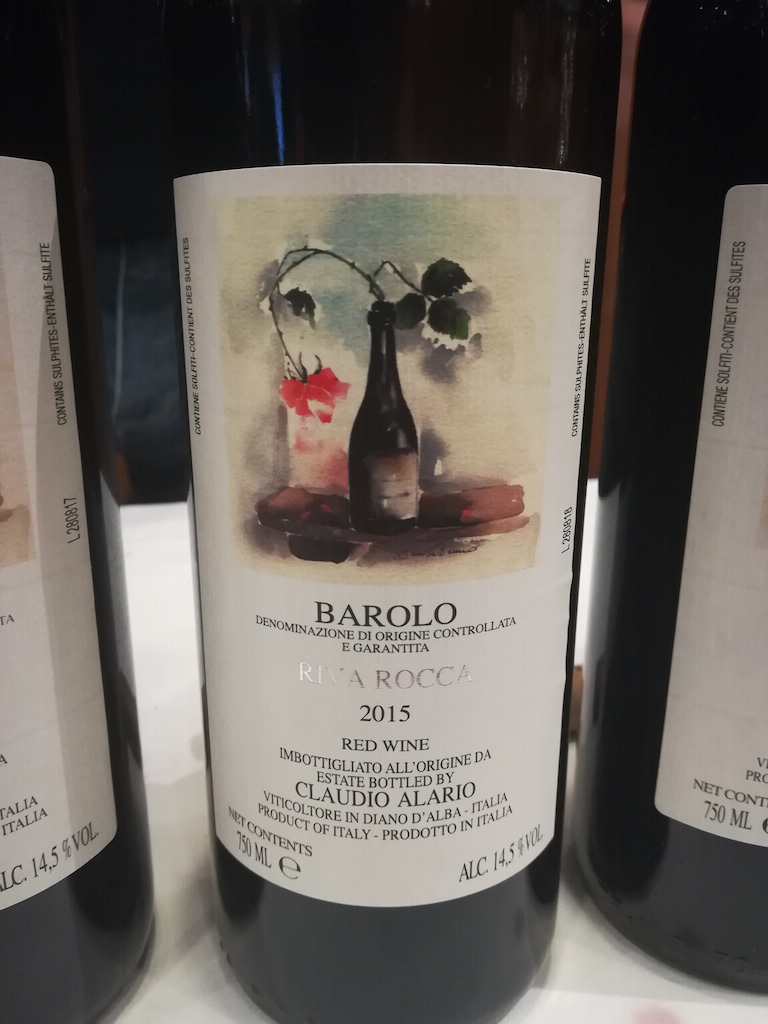 CONTAINS SULPHITES-ENTHÄLT SULFITE
L 280817
TALIA
ITALIA
ALC. 14,5 % VOL.
CONTIENE SOLFITI-CONTIENT DES SULFITES
CONTAINS SULPHITES-ENTHÄLT SULFITE
L 280818
BAROLO
DENOMINAZIONE DI ORIGINE CONTROLLATA
E GARANTITA
RIVA ROCCA
2015
RED WINE
IMBOTTIGLIATO ALL'ORIGINE DA
ESTATE BOTTLED BY
CLAUDIO ALARIO
VITICOLTORE IN DIANO D'ALBA - ITALIA
PRODUCT OF ITALY - PRODOTTO IN ITALIA
NET CONTENTS
750 ML e
ALC. 14,5 % VOL.
CONTIENE SOLFITI-CONTIENT DES SULFITES
NET CONT
750 ML e